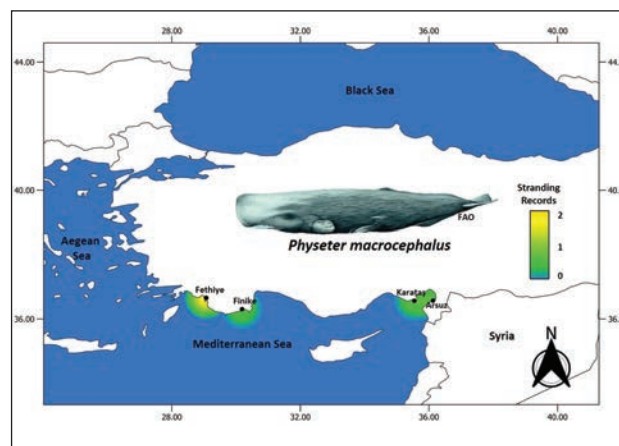 28.00 32.00 36.00 40.00
44.00
Black Sea
40.00 40.00
Stranding
Records
2
1
0
FAO
Physeter macrocephalus
Aegean
Sea
Fethiye
Finike
Karataş
Arsuz
36.00
Mediterranean Sea
Syria
N
28.00 32.00 36.00 40.00